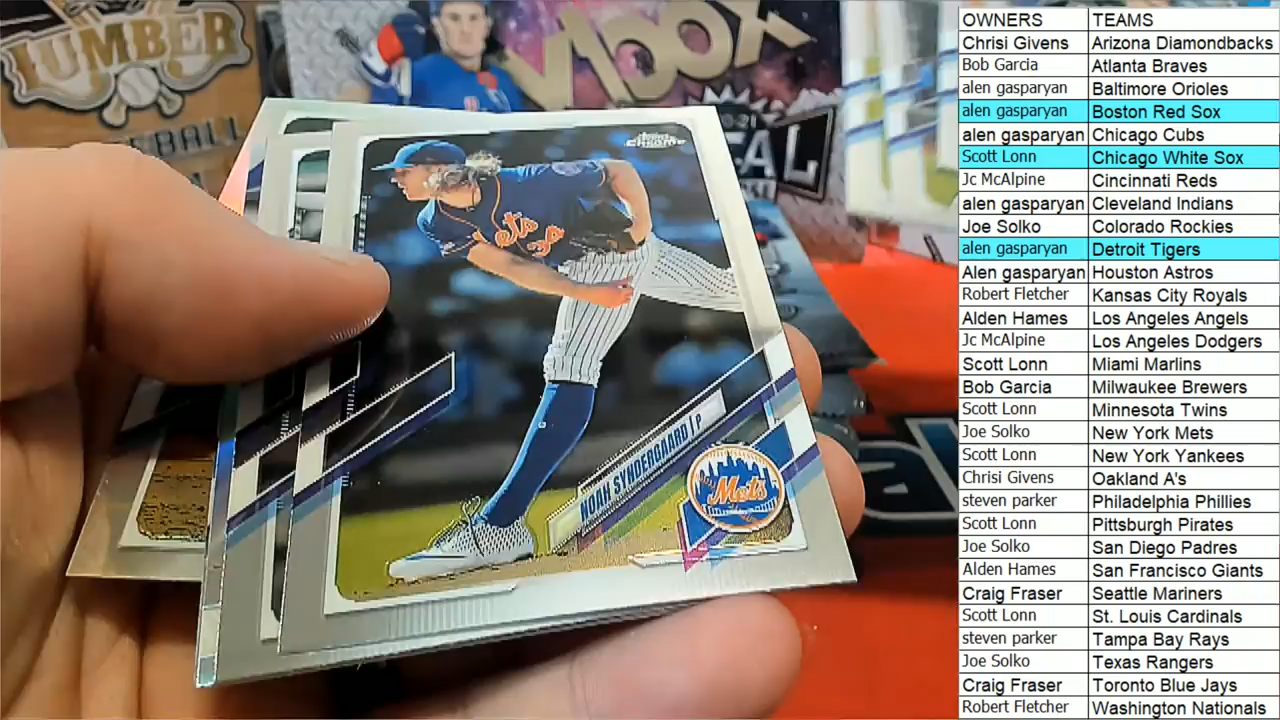 LUMBER
BASEBALL
XBOX
2021
Topps
Chrome
Mets
34
NOAH SYNDERGAARD | P
Mets
OWNERS TEAMS
Chrisi Givens Arizona Diamondbacks
Bob Garcia Atlanta Braves
alen gasparyan Baltimore Orioles
alen gasparyan Boston Red Sox
alen gasparyan Chicago Cubs
Scott Lonn Chicago White Sox
Jc McAlpine Cincinnati Reds
alen gasparyan Cleveland Indians
Joe Solko Colorado Rockies
alen gasparyan Detroit Tigers
Alen gasparyan Houston Astros
Robert Fletcher Kansas City Royals
Alden Hames Los Angeles Angels
Jc McAlpine Los Angeles Dodgers
Scott Lonn Miami Marlins
Bob Garcia Milwaukee Brewers
Scott Lonn Minnesota Twins
Joe Solko New York Mets
Scott Lonn New York Yankees
Chrisi Givens Oakland A's
steven parker Philadelphia Phillies
Scott Lonn Pittsburgh Pirates
Joe Solko San Diego Padres
Alden Hames San Francisco Giants
Craig Fraser Seattle Mariners
Scott Lonn St. Louis Cardinals
steven parker Tampa Bay Rays
Joe Solko Texas Rangers
Craig Fraser Toronto Blue Jays
Robert Fletcher Washington Nationals